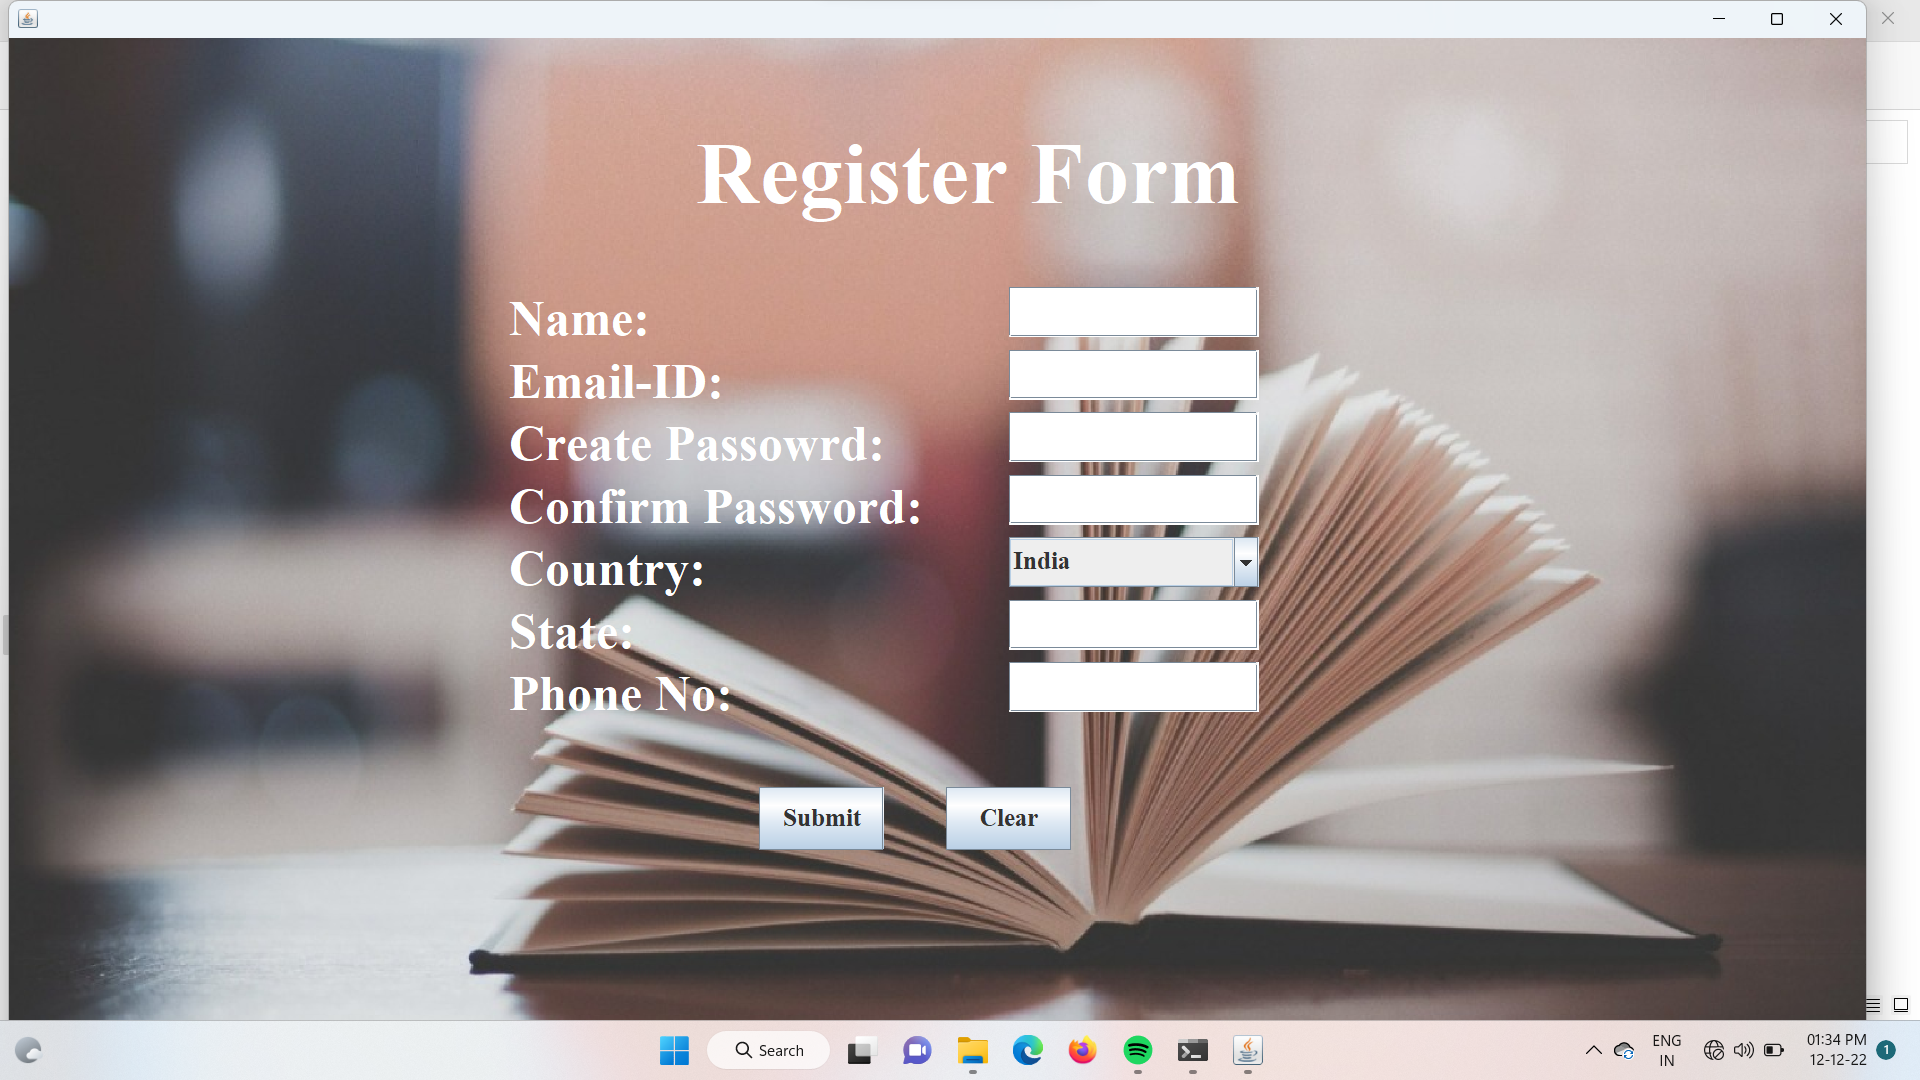 Register Form
Name:
Email-ID:
Create Passowrd:
Confirm Password:
Country: India
State:
Phone No:
Submit Clear
Search
ENG
IN
01:34 PM
12-12-22
1